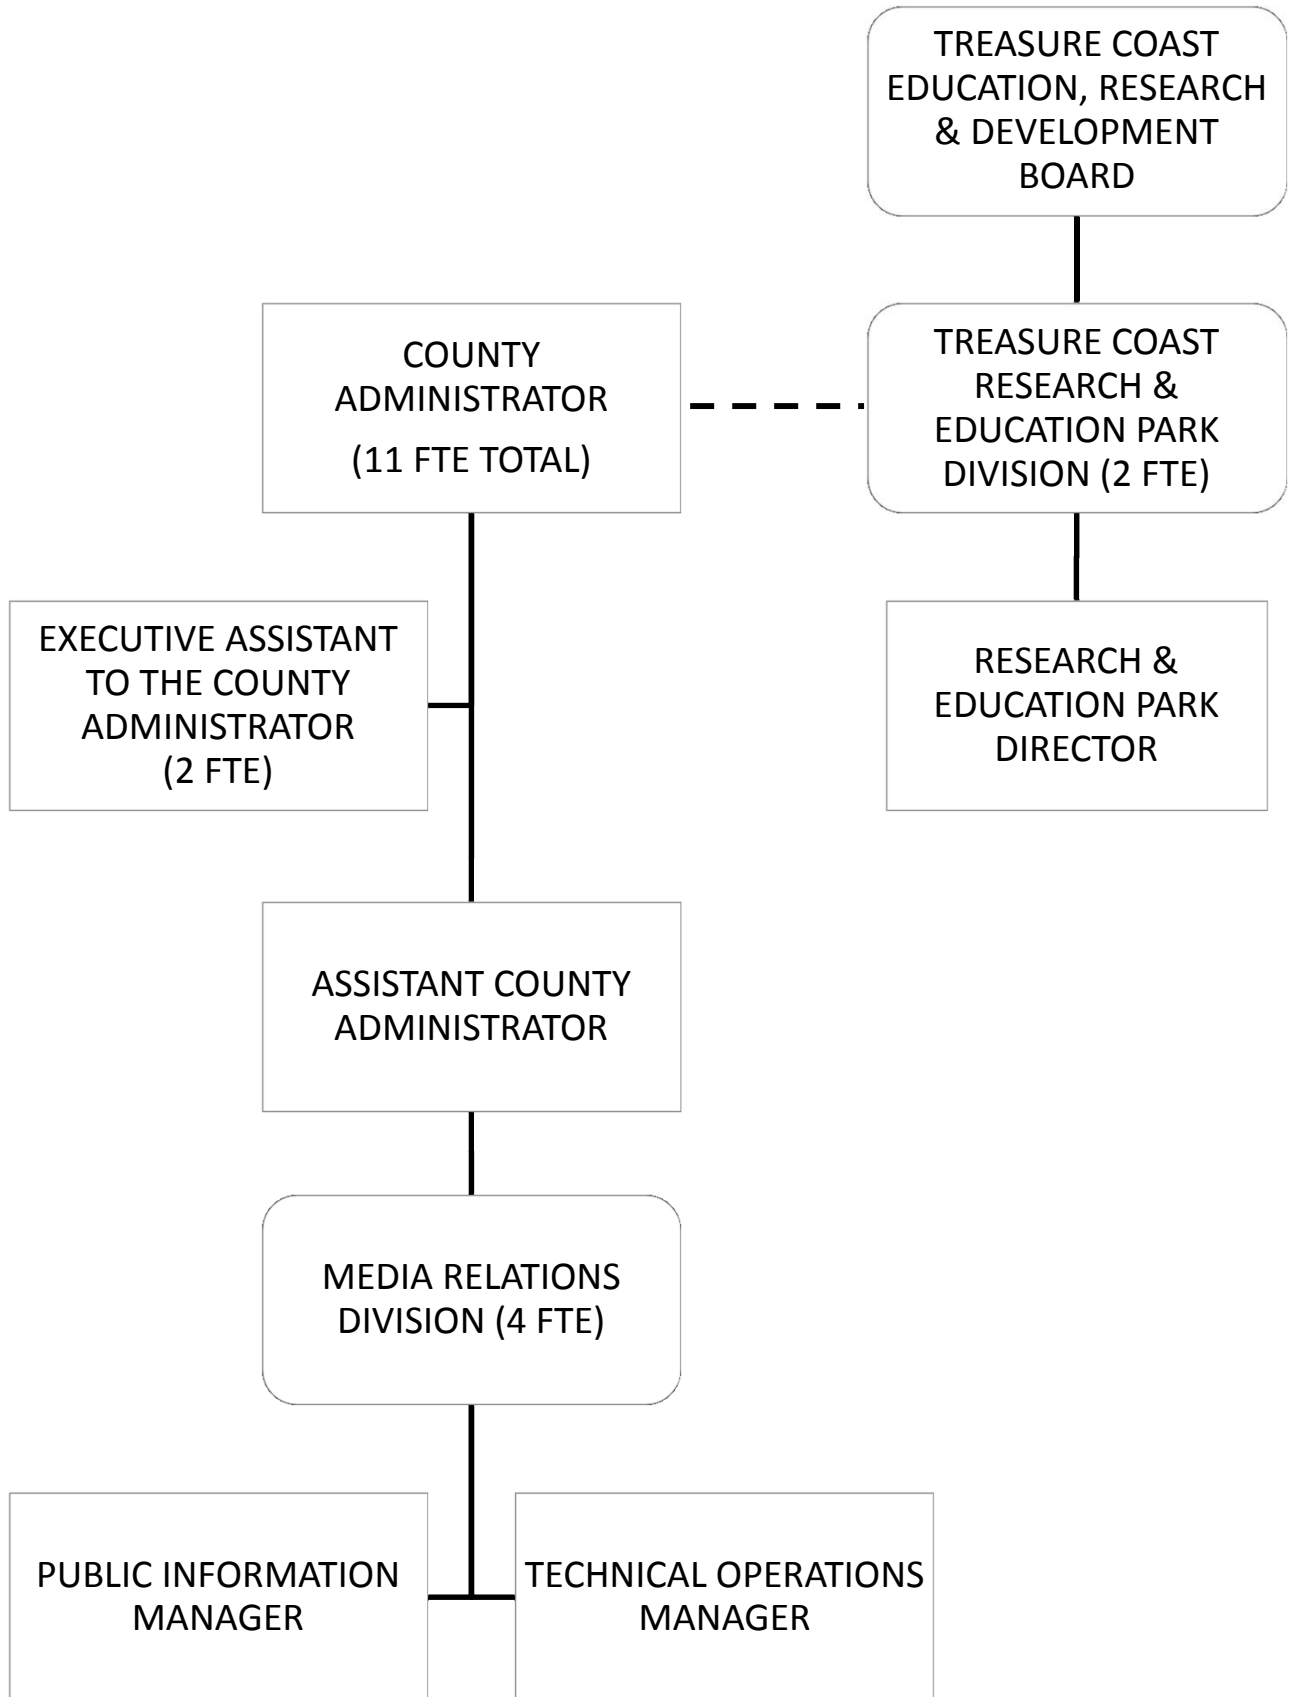 TREASURE COAST
EDUCATION, RESEARCH
& DEVELOPMENT
BOARD
COUNTY
ADMINISTRATOR
(11 FTE TOTAL)
TREASURE COAST
RESEARCH &
EDUCATION PARK
DIVISION (2 FTE)
EXECUTIVE ASSISTANT
TO THE COUNTY
ADMINISTRATOR
(2 FTE)
RESEARCH &
EDUCATION PARK
DIRECTOR
ASSISTANT COUNTY
ADMINISTRATOR
MEDIA RELATIONS
DIVISION (4 FTE)
PUBLIC INFORMATION
MANAGER
TECHNICAL OPERATIONS
MANAGER